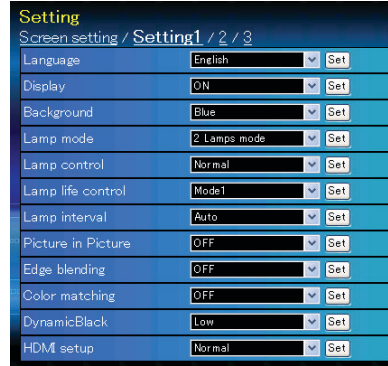 Setting
Screen setting / Setting1 / 2 / 3
Language English Set
Display ON Set
Background Blue Set
Lamp mode 2 Lamps mode Set
Lamp control Normal Set
Lamp life control Mode1 Set
Lamp interval Auto Set
Picture in Picture OFF Set
Edge blending OFF Set
Color matching OFF Set
DynamicBlack Low Set
HDMI setup Normal Set